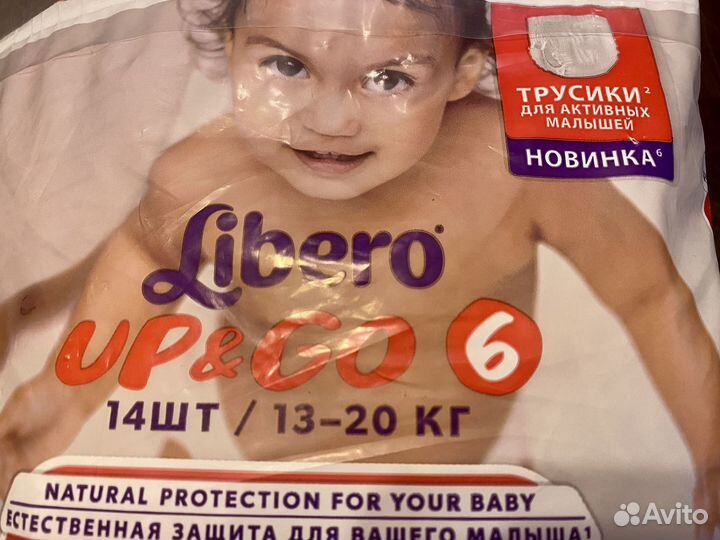 ТРУСИКИ²
ДЛЯ АКТИВНЫХ
МАЛЫШЕЙ
НОВИНКА⁶
Libero®
UP&GO 6
14ШТ / 13-20 КГ
NATURAL PROTECTION FOR YOUR BABY
ЕСТЕСТВЕННАЯ ЗАЩИТА ДЛЯ ВАШЕГО МАЛЫША¹
Avito